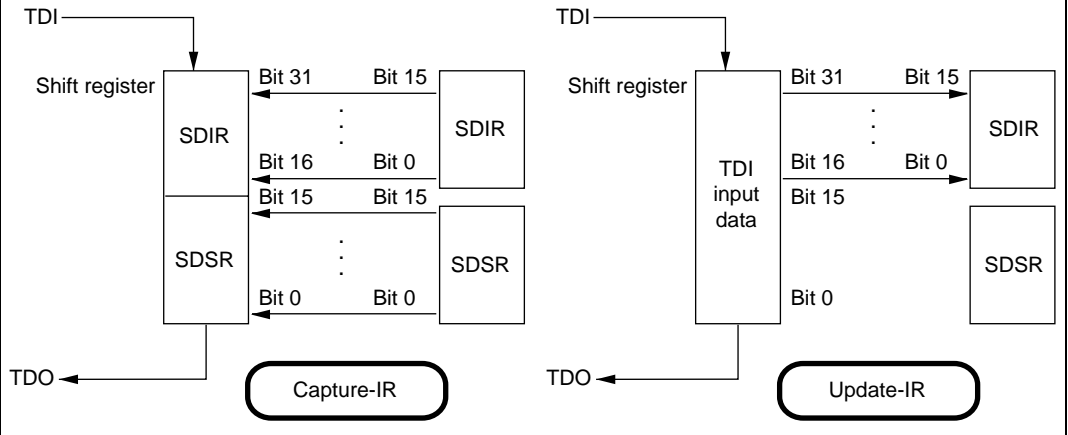 TDI
Shift register
SDIR
SDSR
Bit 31 Bit 15
.
.
.
Bit 16 Bit 0
Bit 15 Bit 15
.
.
.
Bit 0 Bit 0
SDIR
SDSR
TDO
Capture-IR
TDI
Shift register
TDI
input
data
Bit 31 Bit 15
.
.
.
Bit 16 Bit 0
Bit 15
Bit 0
SDIR
SDSR
TDO
Update-IR